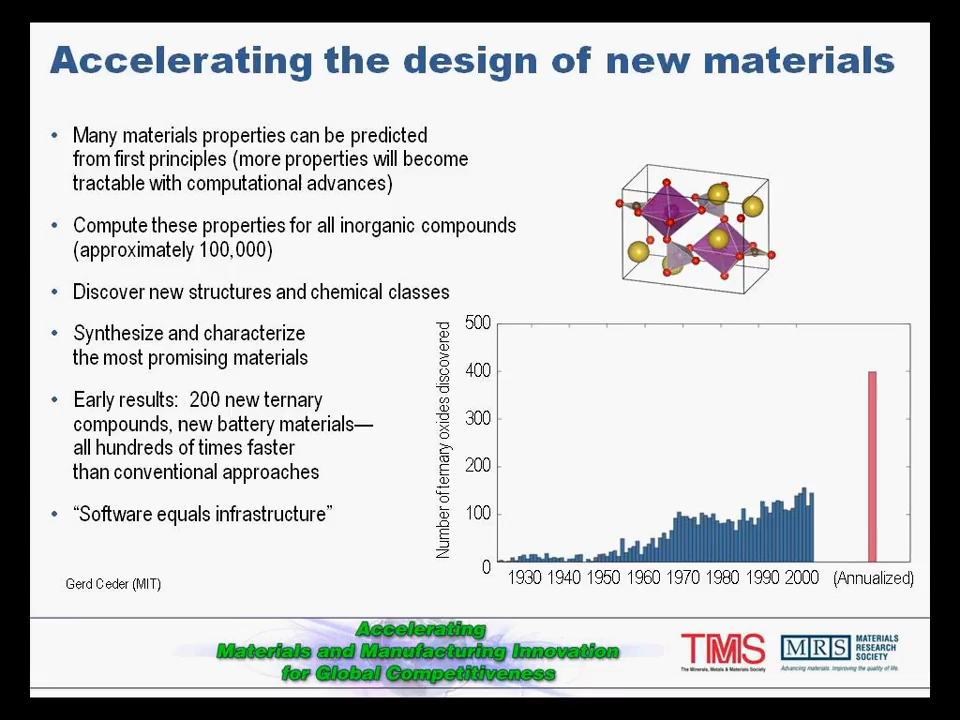 Accelerating the design of new materials
• Many materials properties can be predicted
from first principles (more properties will become
tractable with computational advances)
• Compute these properties for all inorganic compounds
(approximately 100,000)
• Discover new structures and chemical classes
• Synthesize and characterize
the most promising materials
• Early results: 200 new ternary
compounds, new battery materials—
all hundreds of times faster
than conventional approaches
• “Software equals infrastructure”
Gerd Ceder (MIT)
Number of ternary oxides discovered
500
400
300
200
100
0
1930 1940 1950 1960 1970 1980 1990 2000 (Annualized)
Accelerating
Materials and Manufacturing Innovation
for Global Competitiveness
TMS
The Minerals, Metals & Materials Society
MRS
MATERIALS
RESEARCH
SOCIETY
Advancing materials. Improving the quality of life.